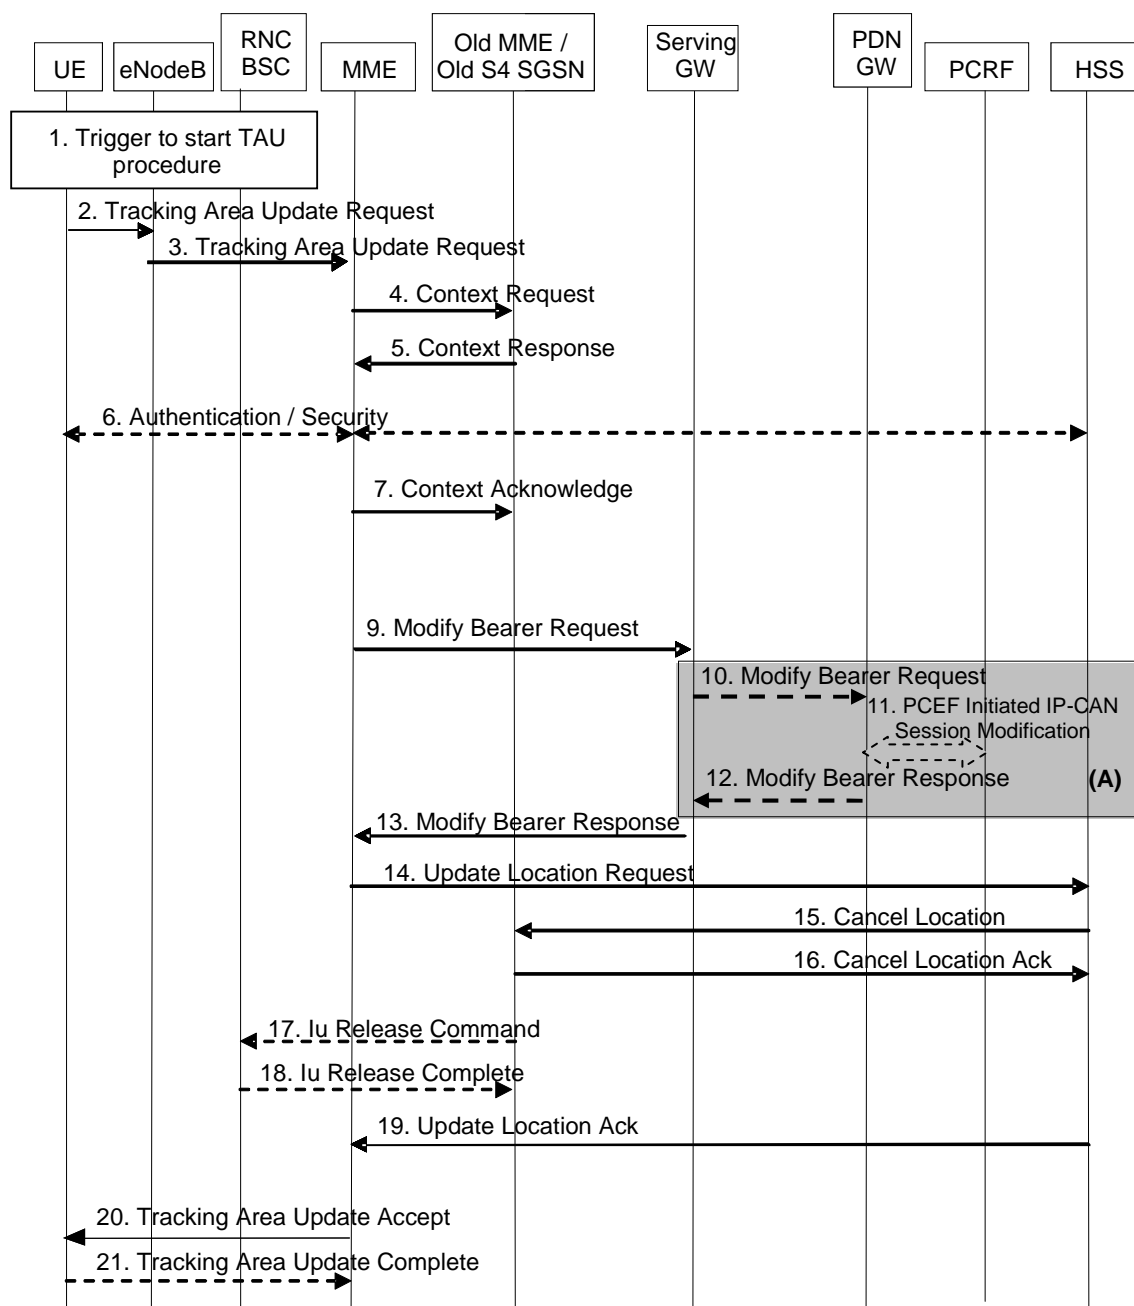 UE
eNodeB
RNC
BSC
MME
Old MME /
Old S4 SGSN
Serving
GW
PDN
GW
PCRF
HSS
1. Trigger to start TAU
procedure
2. Tracking Area Update Request
3. Tracking Area Update Request
4. Context Request
5. Context Response
6. Authentication / Security
7. Context Acknowledge
9. Modify Bearer Request
10. Modify Bearer Request
11. PCEF Initiated IP-CAN
Session Modification
12. Modify Bearer Response
(A)
13. Modify Bearer Response
14. Update Location Request
15. Cancel Location
16. Cancel Location Ack
17. Iu Release Command
18. Iu Release Complete
19. Update Location Ack
20. Tracking Area Update Accept
21. Tracking Area Update Complete